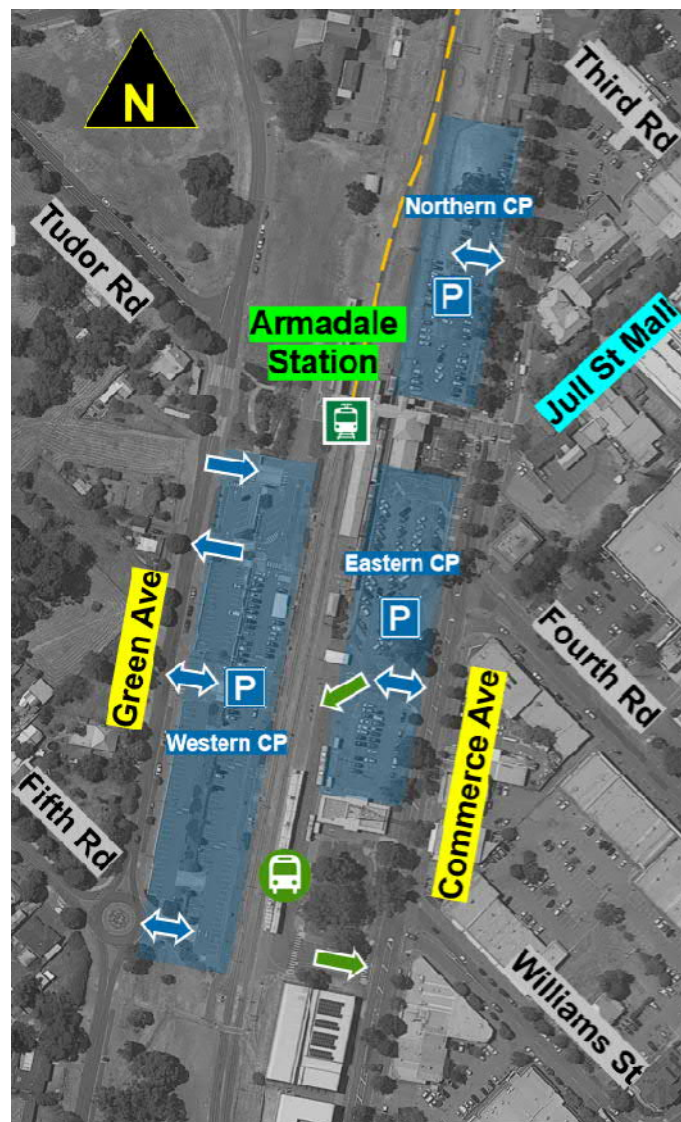 N
Third Rd
Northern CP
Tudor Rd
P
Armadale
Station
Jull St Mall
Eastern CP
P
Fourth Rd
Green Ave
P
Western CP
Commerce Ave
Fifth Rd
Williams St